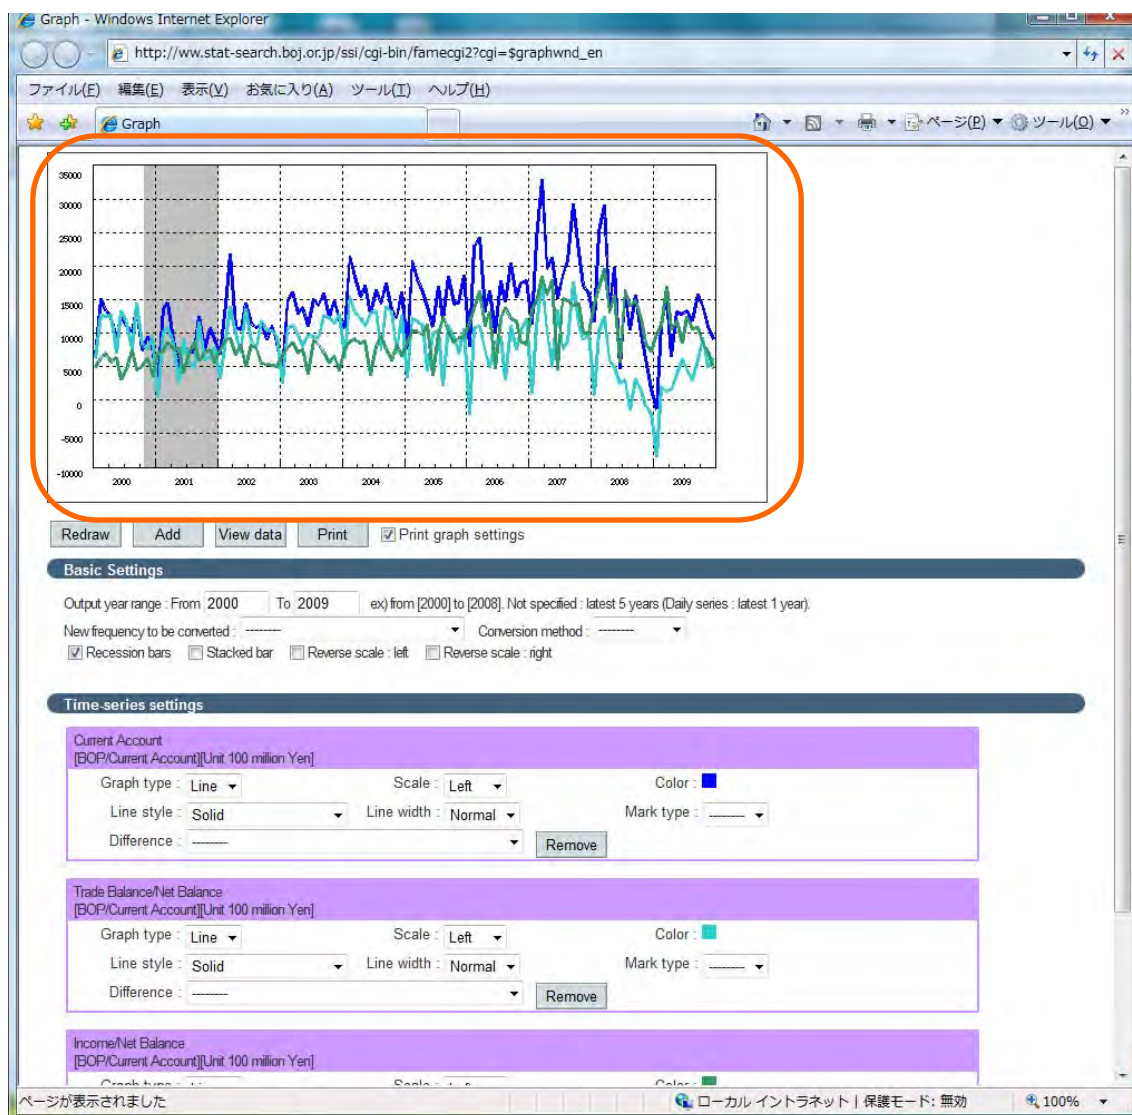 Graph - Windows Internet Explorer
http://ww.stat-search.boj.or.jp/ssi/cgi-bin/famecgi2?cgi=$graphwnd_en
ファイル(F) 編集(E) 表示(V) お気に入り(A) ツール(T) ヘルプ(H)
Graph ページ(P) ツール(O) »
35000
30000
25000
20000
15000
10000
5000
0
-5000
-10000
2000 2001 2002 2003 2004 2005 2006 2007 2008 2009
Redraw Add View data Print Print graph settings
Basic Settings
Output year range : From 2000 To 2009 ex) from [2000] to [2008]. Not specified : latest 5 years (Daily series : latest 1 year).
New frequency to be converted : -------- Conversion method : --------
Recession bars Stacked bar Reverse scale : left Reverse scale : right
Time-series settings
Current Account
[BOP/Current Account][Unit 100 million Yen]
Graph type : Line Scale : Left Color :
Line style : Solid Line width : Normal Mark type : --------
Difference : -------- Remove
Trade Balance/Net Balance
[BOP/Current Account][Unit 100 million Yen]
Graph type : Line Scale : Left Color :
Line style : Solid Line width : Normal Mark type : --------
Difference : -------- Remove
Income/Net Balance
[BOP/Current Account][Unit 100 million Yen]
ページが表示されました ローカル イントラネット | 保護モード: 無効 100%